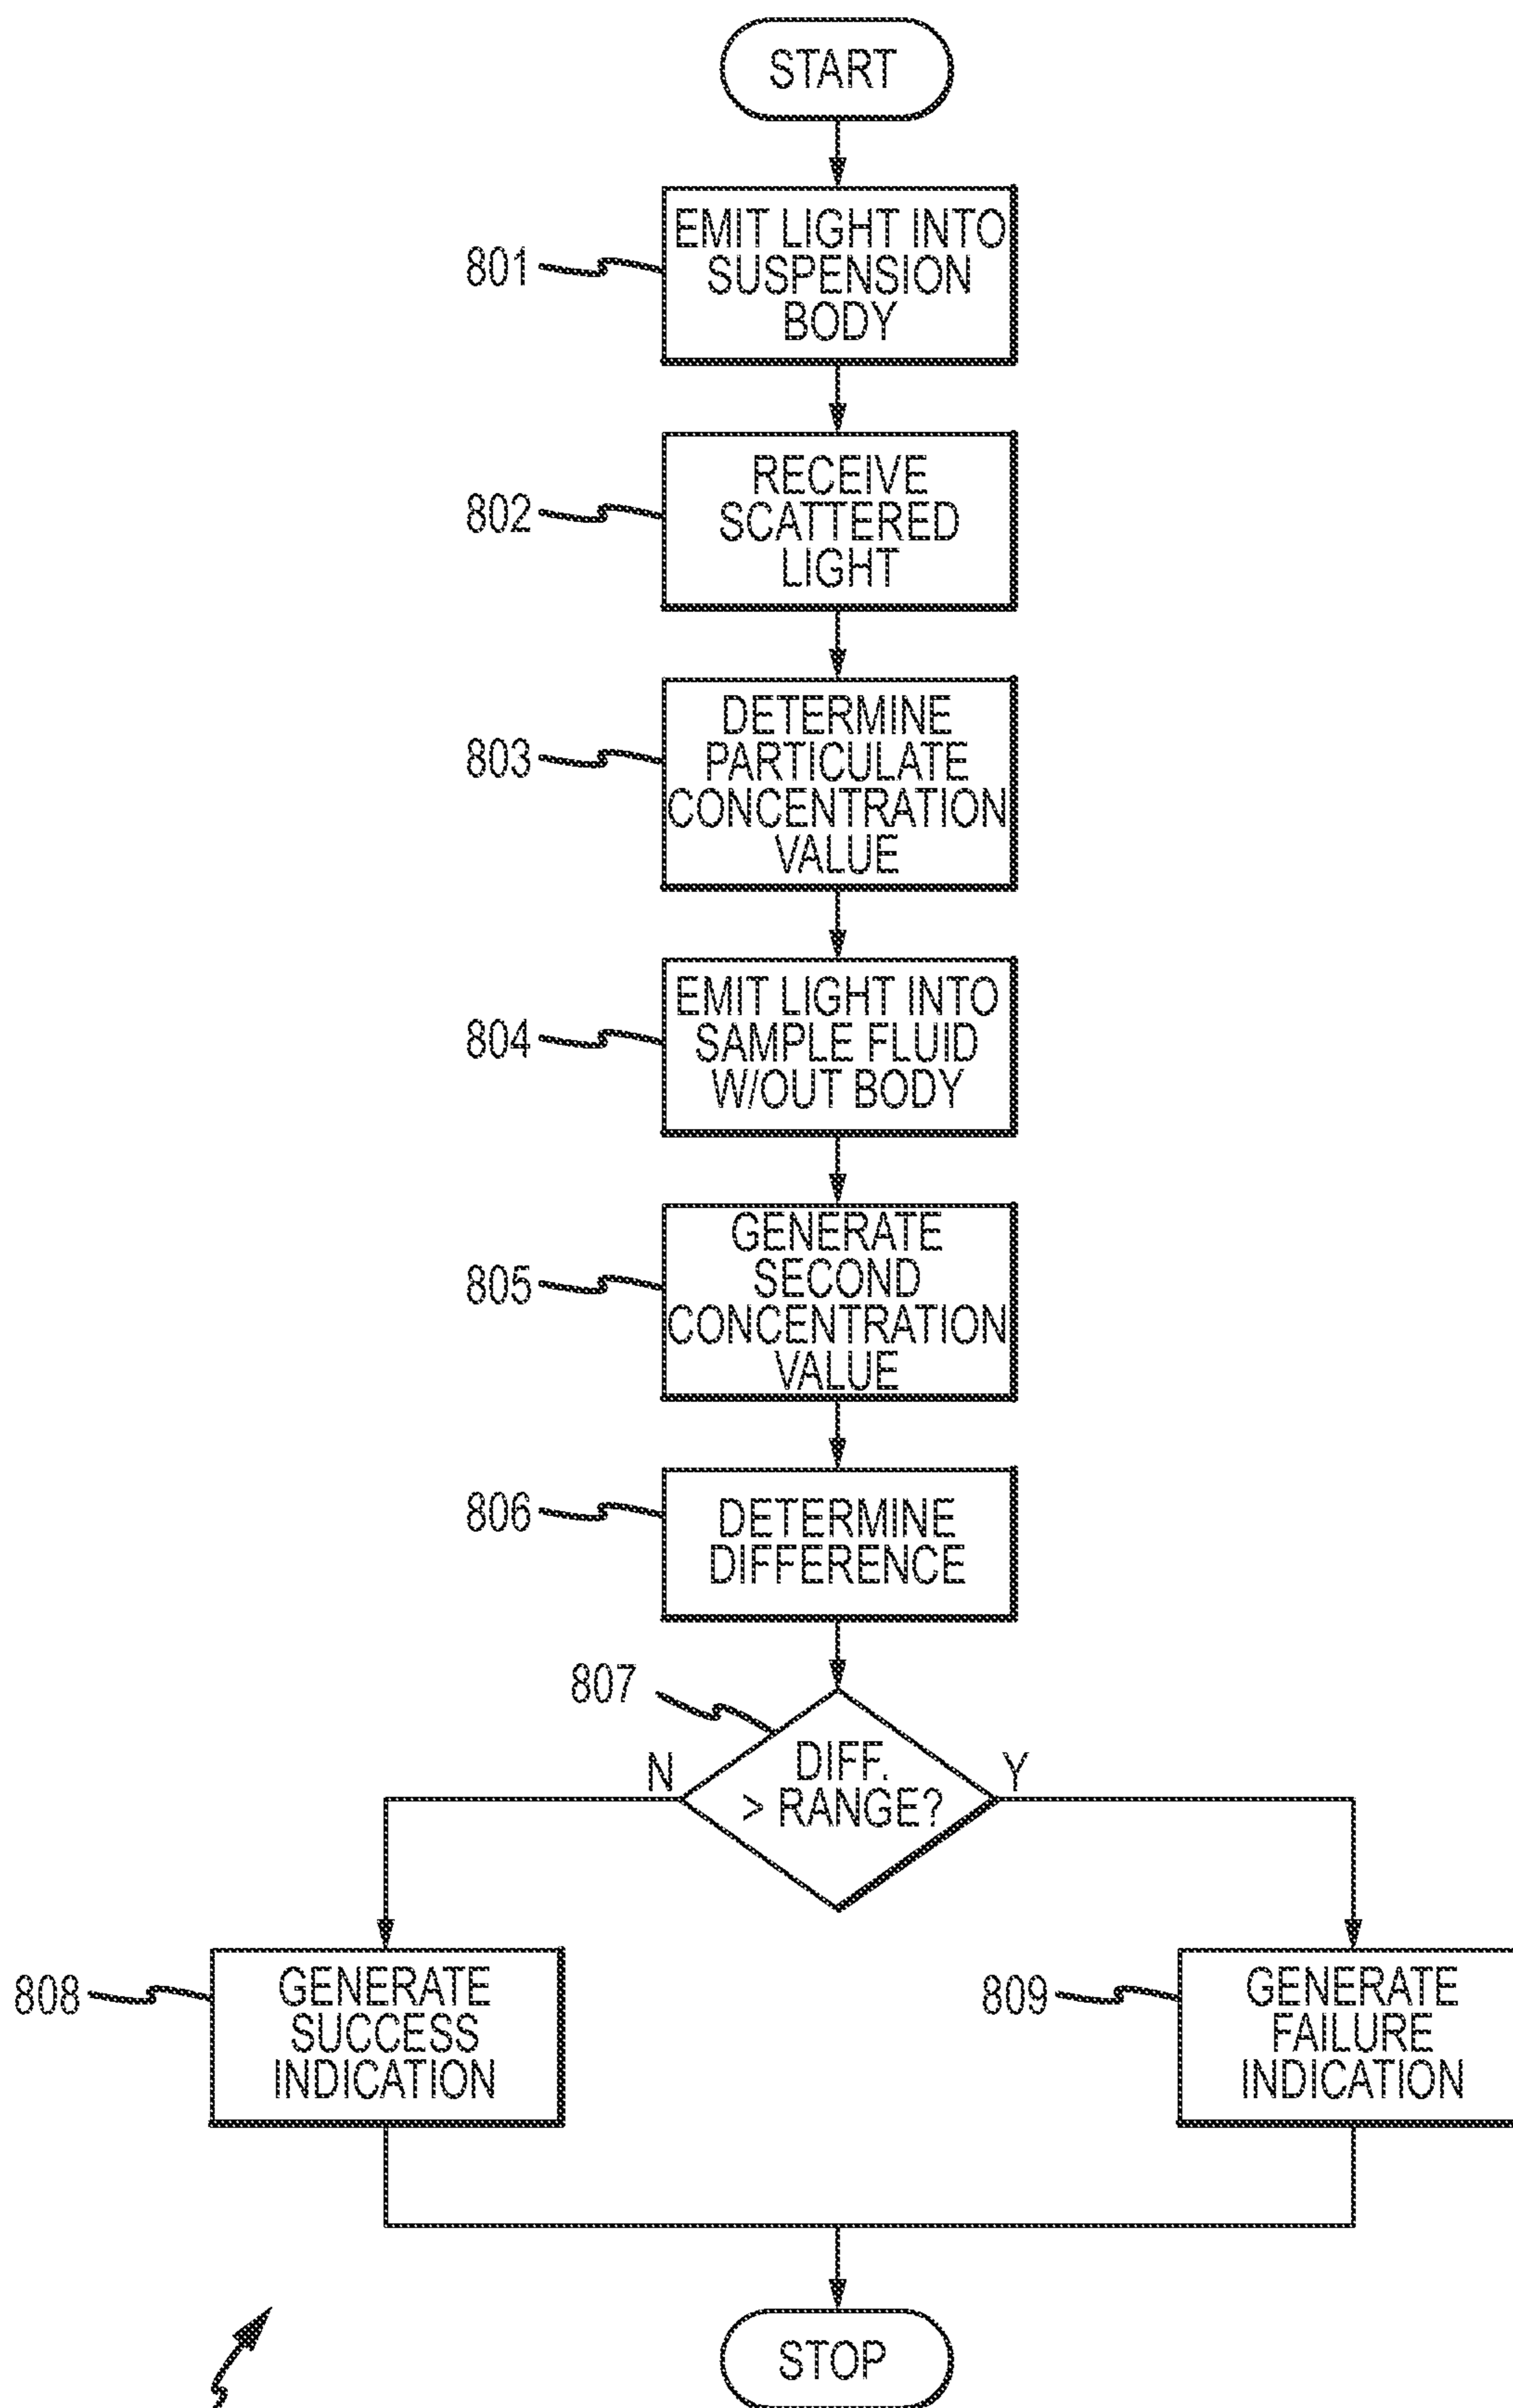 START
801
EMIT LIGHT INTO
SUSPENSION
BODY
802
RECEIVE
SCATTERED
LIGHT
803
DETERMINE
PARTICULATE
CONCENTRATION
VALUE
804
EMIT LIGHT INTO
SAMPLE FLUID
W/OUT BODY
805
GENERATE
SECOND
CONCENTRATION
VALUE
806
DETERMINE
DIFFERENCE
807
N
DIFF.
> RANGE?
Y
808
GENERATE
SUCCESS
INDICATION
809
GENERATE
FAILURE
INDICATION
STOP